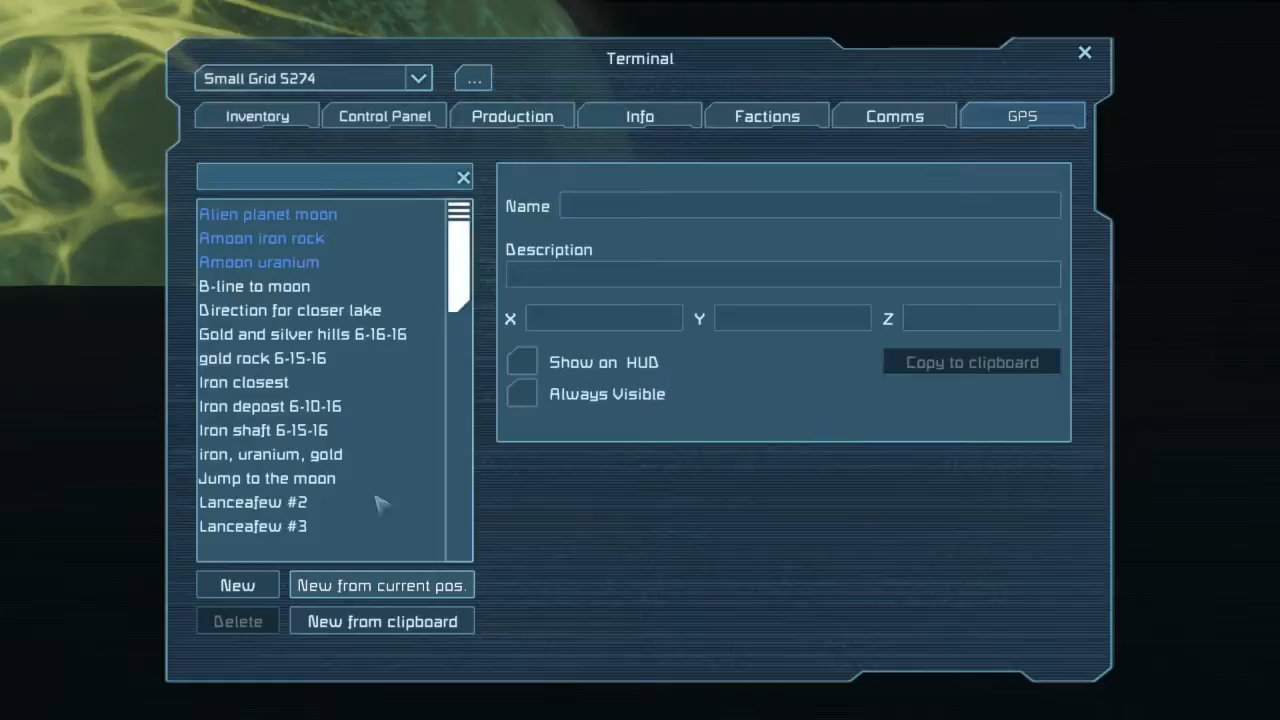 Terminal
Small Grid 5274
...
Inventory
Control Panel
Production
Info
Factions
Comms
GPS
Alien planet moon
Amoon iron rock
Amoon uranium
B-line to moon
Direction for closer lake
Gold and silver hills 6-16-16
gold rock 6-15-16
Iron closest
Iron depost 6-10-16
Iron shaft 6-15-16
iron, uranium, gold
Jump to the moon
Lanceafew #2
Lanceafew #3
New
New from current pos.
Delete
New from clipboard
Name
Description
X
Y
Z
Show on HUD
Copy to clipboard
Always Visible